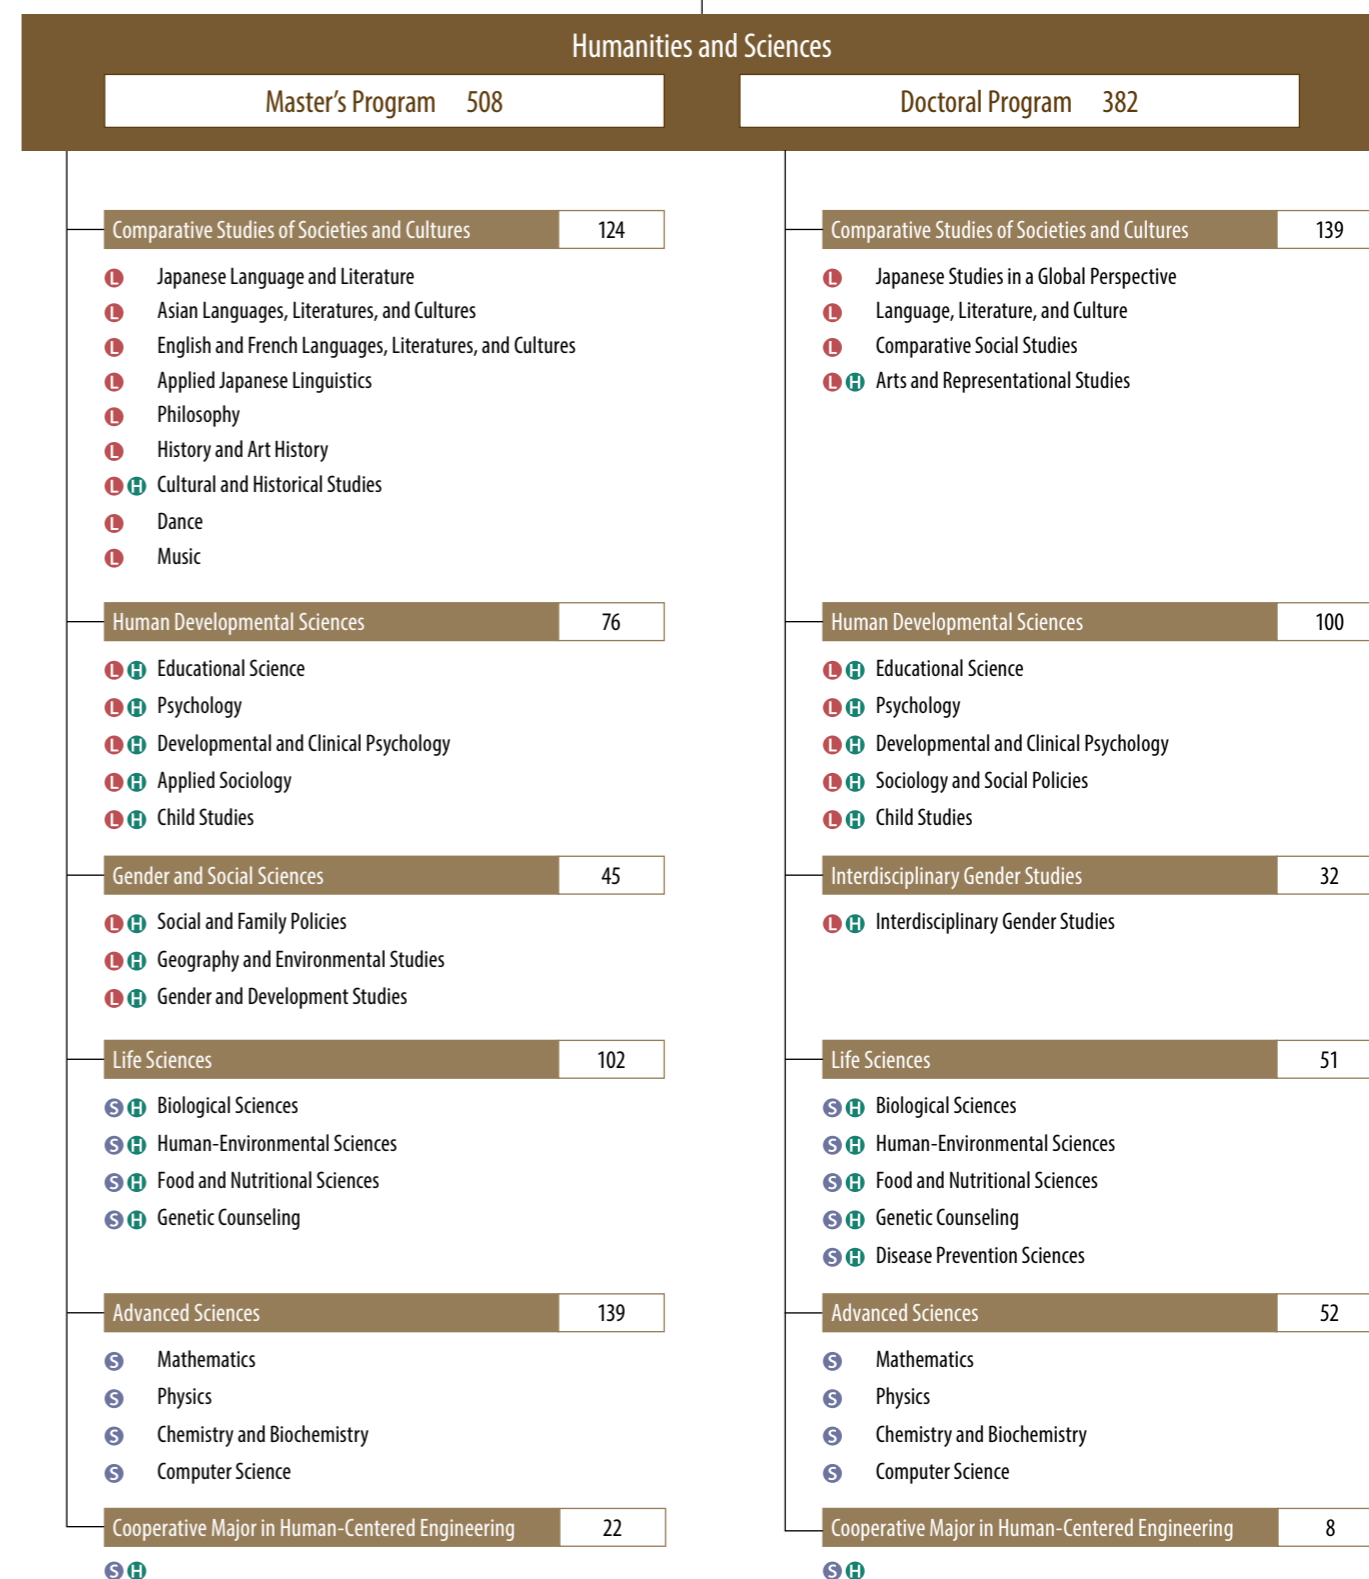 Humanities and Sciences
Master's Program 508
Comparative Studies of Societies and Cultures 124
L Japanese Language and Literature
L Asian Languages, Literatures, and Cultures
L English and French Languages, Literatures, and Cultures
L Applied Japanese Linguistics
L Philosophy
L History and Art History
L H Cultural and Historical Studies
L Dance
L Music
Human Developmental Sciences 76
L H Educational Science
L H Psychology
L H Developmental and Clinical Psychology
L H Applied Sociology
L H Child Studies
Gender and Social Sciences 45
L H Social and Family Policies
L H Geography and Environmental Studies
L H Gender and Development Studies
Life Sciences 102
S H Biological Sciences
S H Human-Environmental Sciences
S H Food and Nutritional Sciences
S H Genetic Counseling
Advanced Sciences 139
S Mathematics
S Physics
S Chemistry and Biochemistry
S Computer Science
Cooperative Major in Human-Centered Engineering 22
S H
Doctoral Program 382
Comparative Studies of Societies and Cultures 139
L Japanese Studies in a Global Perspective
L Language, Literature, and Culture
L Comparative Social Studies
L H Arts and Representational Studies
Human Developmental Sciences 100
L H Educational Science
L H Psychology
L H Developmental and Clinical Psychology
L H Sociology and Social Policies
L H Child Studies
Interdisciplinary Gender Studies 32
L H Interdisciplinary Gender Studies
Life Sciences 51
S H Biological Sciences
S H Human-Environmental Sciences
S H Food and Nutritional Sciences
S H Genetic Counseling
S H Disease Prevention Sciences
Advanced Sciences 52
S Mathematics
S Physics
S Chemistry and Biochemistry
S Computer Science
Cooperative Major in Human-Centered Engineering 8
S H